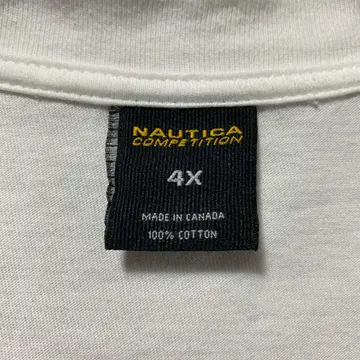 NAUTICA
COMPETITION
4X
MADE IN CANADA
100% COTTON